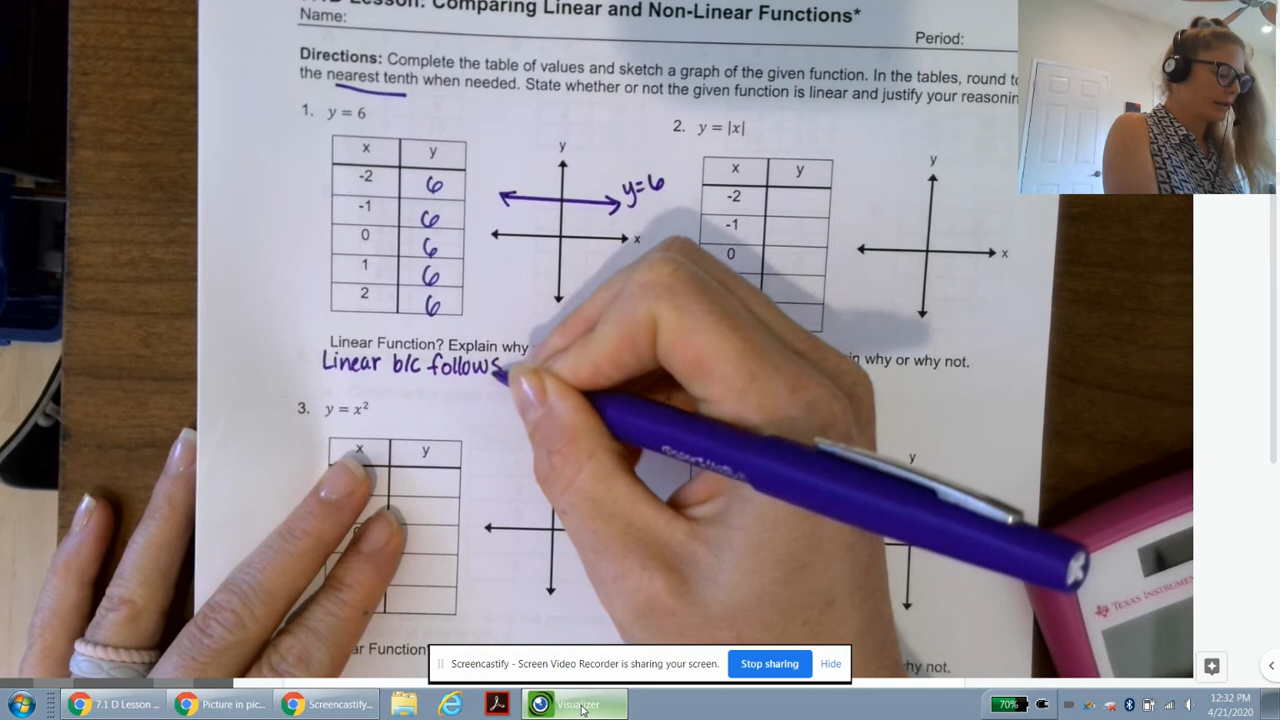 Lesson: Comparing Linear and Non-Linear Functions*
Name:
Period:
Directions: Complete the table of values and sketch a graph of the given function. In the tables, round to
the nearest tenth when needed. State whether or not the given function is linear and justify your
1. y = 6
x y
-2 6
-1 6
0 6
1 6
2 6
y
x
y=6
2. y = |x|
x y
-2
-1
0
y
x
Linear Function? Explain why
why or why not.
Linear b/c follows
3. y = x²
x y
y
why not.
TEXAS INSTRUMENTS
Screencastify - Screen Video Recorder is sharing your screen.
Stop sharing
Hide
7.1 D Lesson ...
Picture in pic...
Screencastify...
Visualizer
70%
12:32 PM
4/21/2020